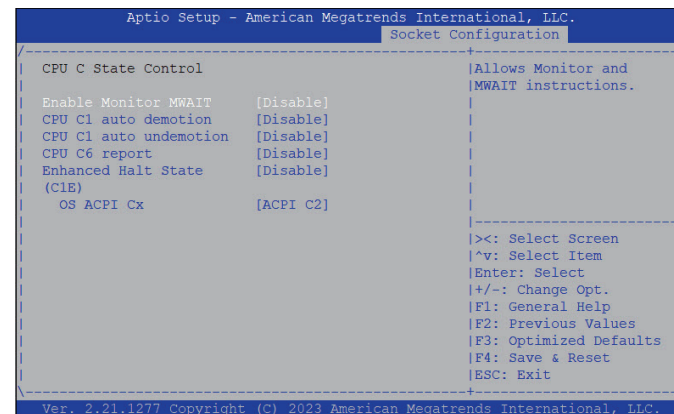 Aptio Setup - American Megatrends International, LLC.
Socket Configuration
CPU C State Control
Enable Monitor MWAIT [Disable]
CPU C1 auto demotion [Disable]
CPU C1 auto undemotion [Disable]
CPU C6 report [Disable]
Enhanced Halt State [Disable]
(C1E)
OS ACPI Cx [ACPI C2]
Allows Monitor and
MWAIT instructions.
><: Select Screen
^v: Select Item
Enter: Select
+/-: Change Opt.
F1: General Help
F2: Previous Values
F3: Optimized Defaults
F4: Save & Reset
ESC: Exit
Ver. 2.21.1277 Copyright (C) 2023 American Megatrends International, LLC.